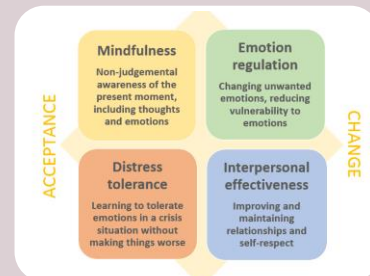 ACCEPTANCE
Mindfulness
Non-judgemental
awareness of the
present moment,
including thoughts
and emotions
Emotion
regulation
Changing unwanted
emotions, reducing
vulnerability to
emotions
Distress
tolerance
Learning to tolerate
emotions in a crisis
situation without
making things worse
Interpersonal
effectiveness
Improving and
maintaining
relationships and
self-respect
CHANGE